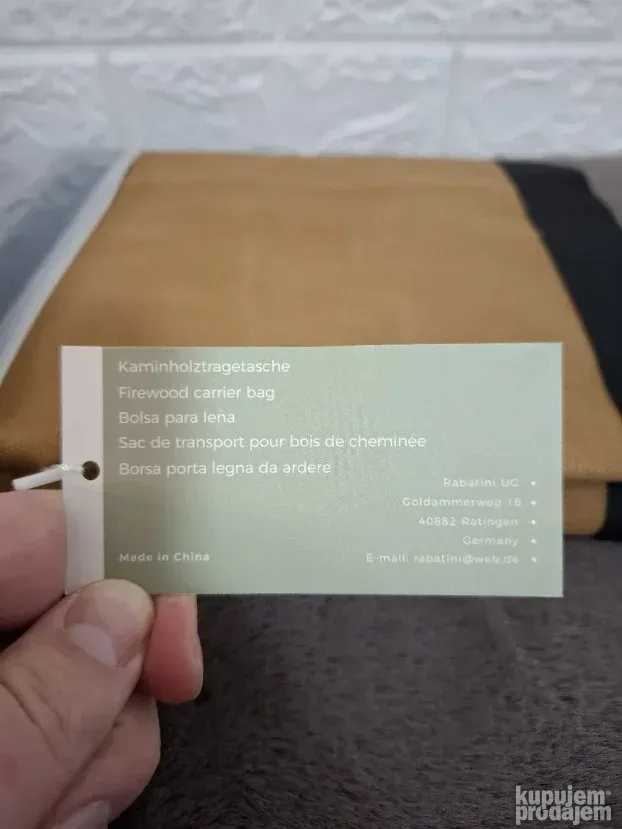 Kaminholztragetasche
Firewood carrier bag
Bolsa para leña
Sac de transport pour bois de cheminée
Borsa porta legna da ardere
Rabatini UG
Goldammerweg 16
40882 Ratingen
Germany
Made in China
E-mail: rabatini@web.de
kupujem
prodajem